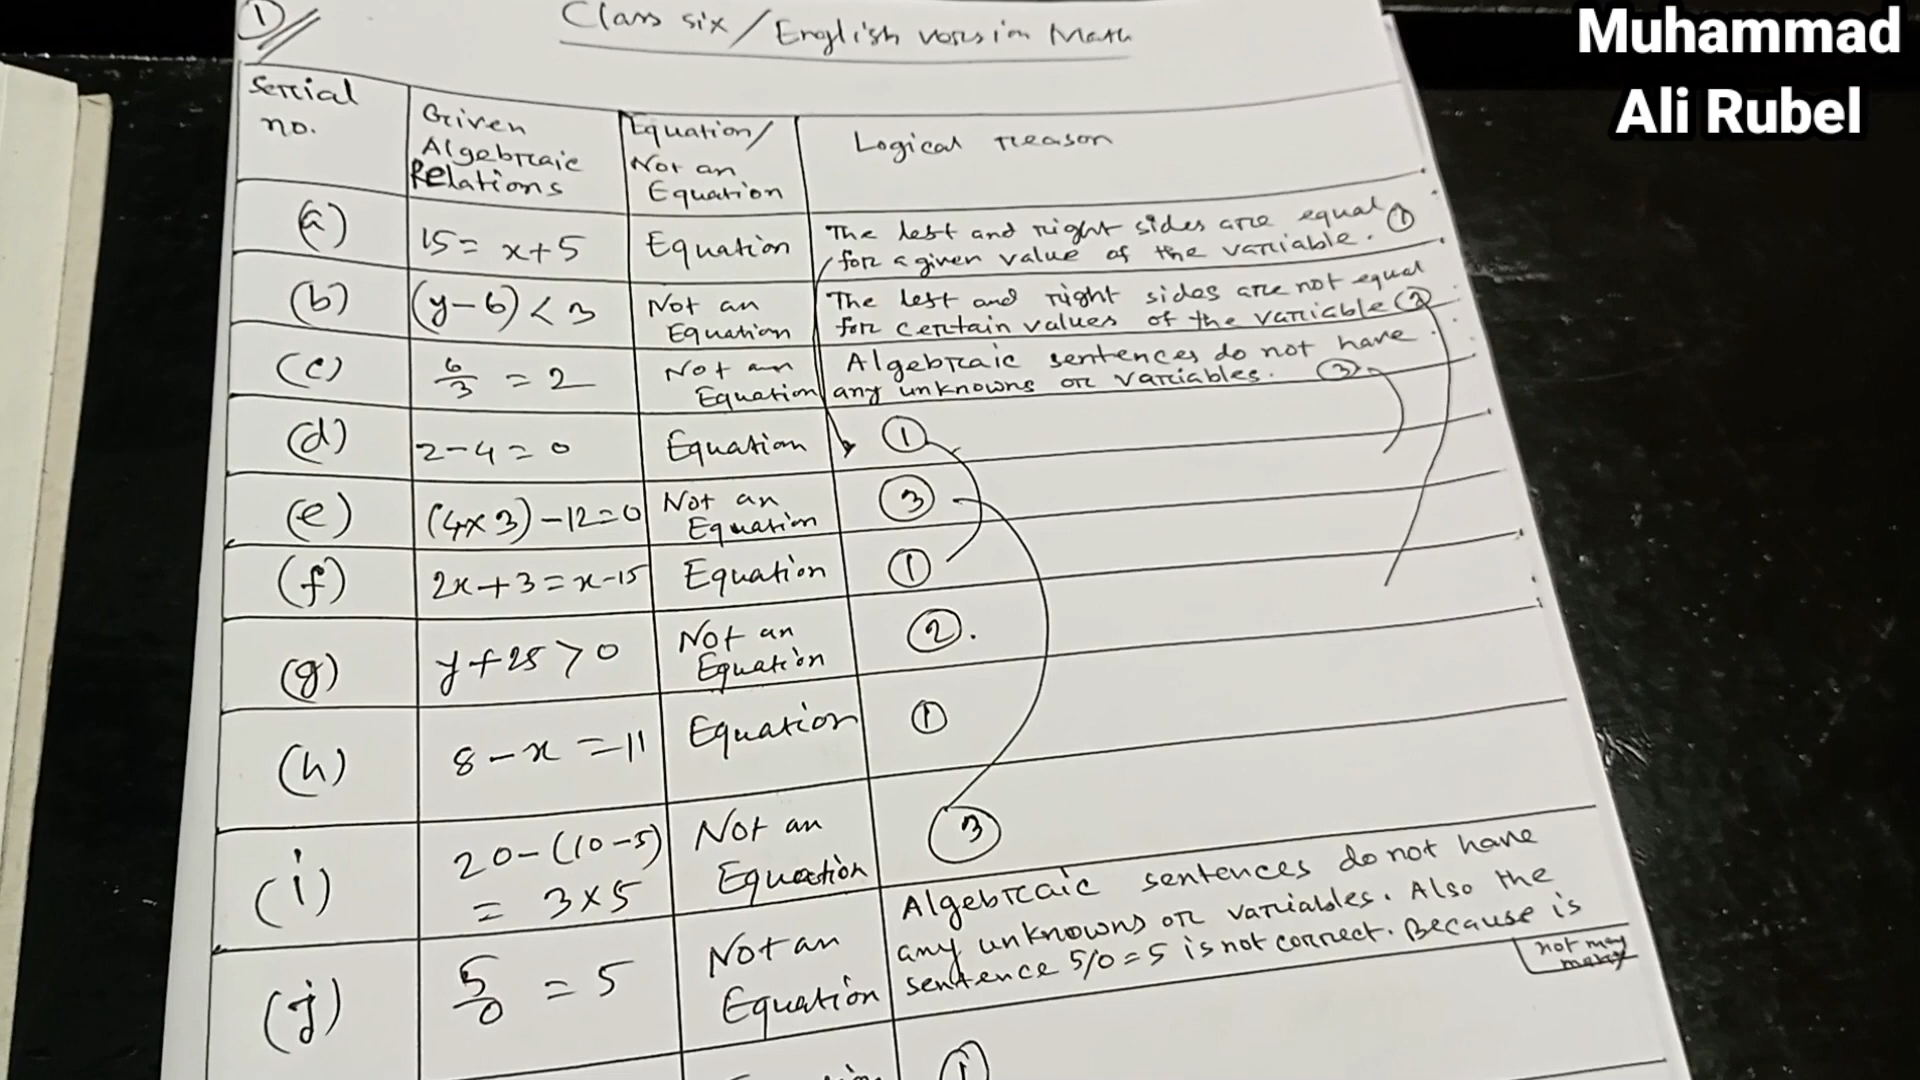 Muhammad
Ali Rubel
1
Class six/English version Math
Serial no.
Given Algebraic Relations
Equation/ Not an Equation
Logical reason
(a)
15 = x+5
Equation
The left and right sides are equal
for a given value of the variable. 1
(b)
(y-6) < 3
Not an
Equation
The left and right sides are not equal
for certain values of the variable 2
(c)
6/3 = 2
Not an
Equation
Algebraic sentences do not have
any unknowns or variables. 3
(d)
2-4=0
Equation
1
(e)
(4×3)-12=0
Not an
Equation
3
(f)
2x+3=x-15
Equation
1
(g)
y+25>0
Not an
Equation
2.
(h)
8-x=11
Equation
1
(i)
20-(10-5)
= 3×5
Not an
Equation
3
(j)
5/0 = 5
Not an
Equation
Algebraic sentences do not have
any unknowns or variables. Also the
sentence 5/0=5 is not correct. Because is
not
1